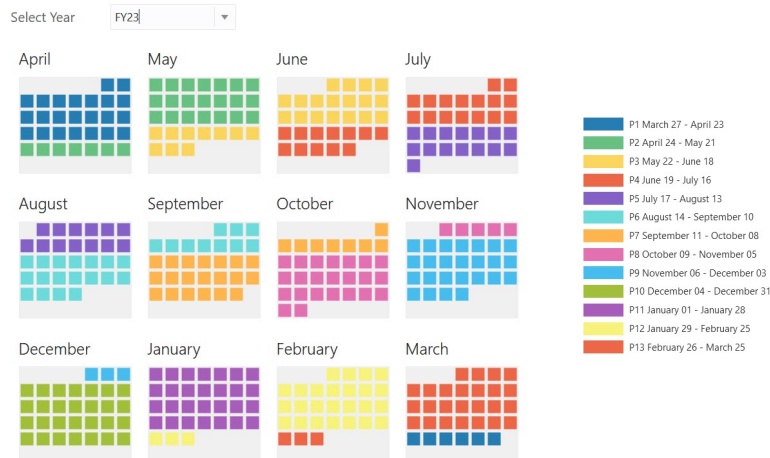 Select Year FY23
April May June July
August September October November
December January February March
P1 March 27 - April 23
P2 April 24 - May 21
P3 May 22 - June 18
P4 June 19 - July 16
P5 July 17 - August 13
P6 August 14 - September 10
P7 September 11 - October 08
P8 October 09 - November 05
P9 November 06 - December 03
P10 December 04 - December 31
P11 January 01 - January 28
P12 January 29 - February 25
P13 February 26 - March 25